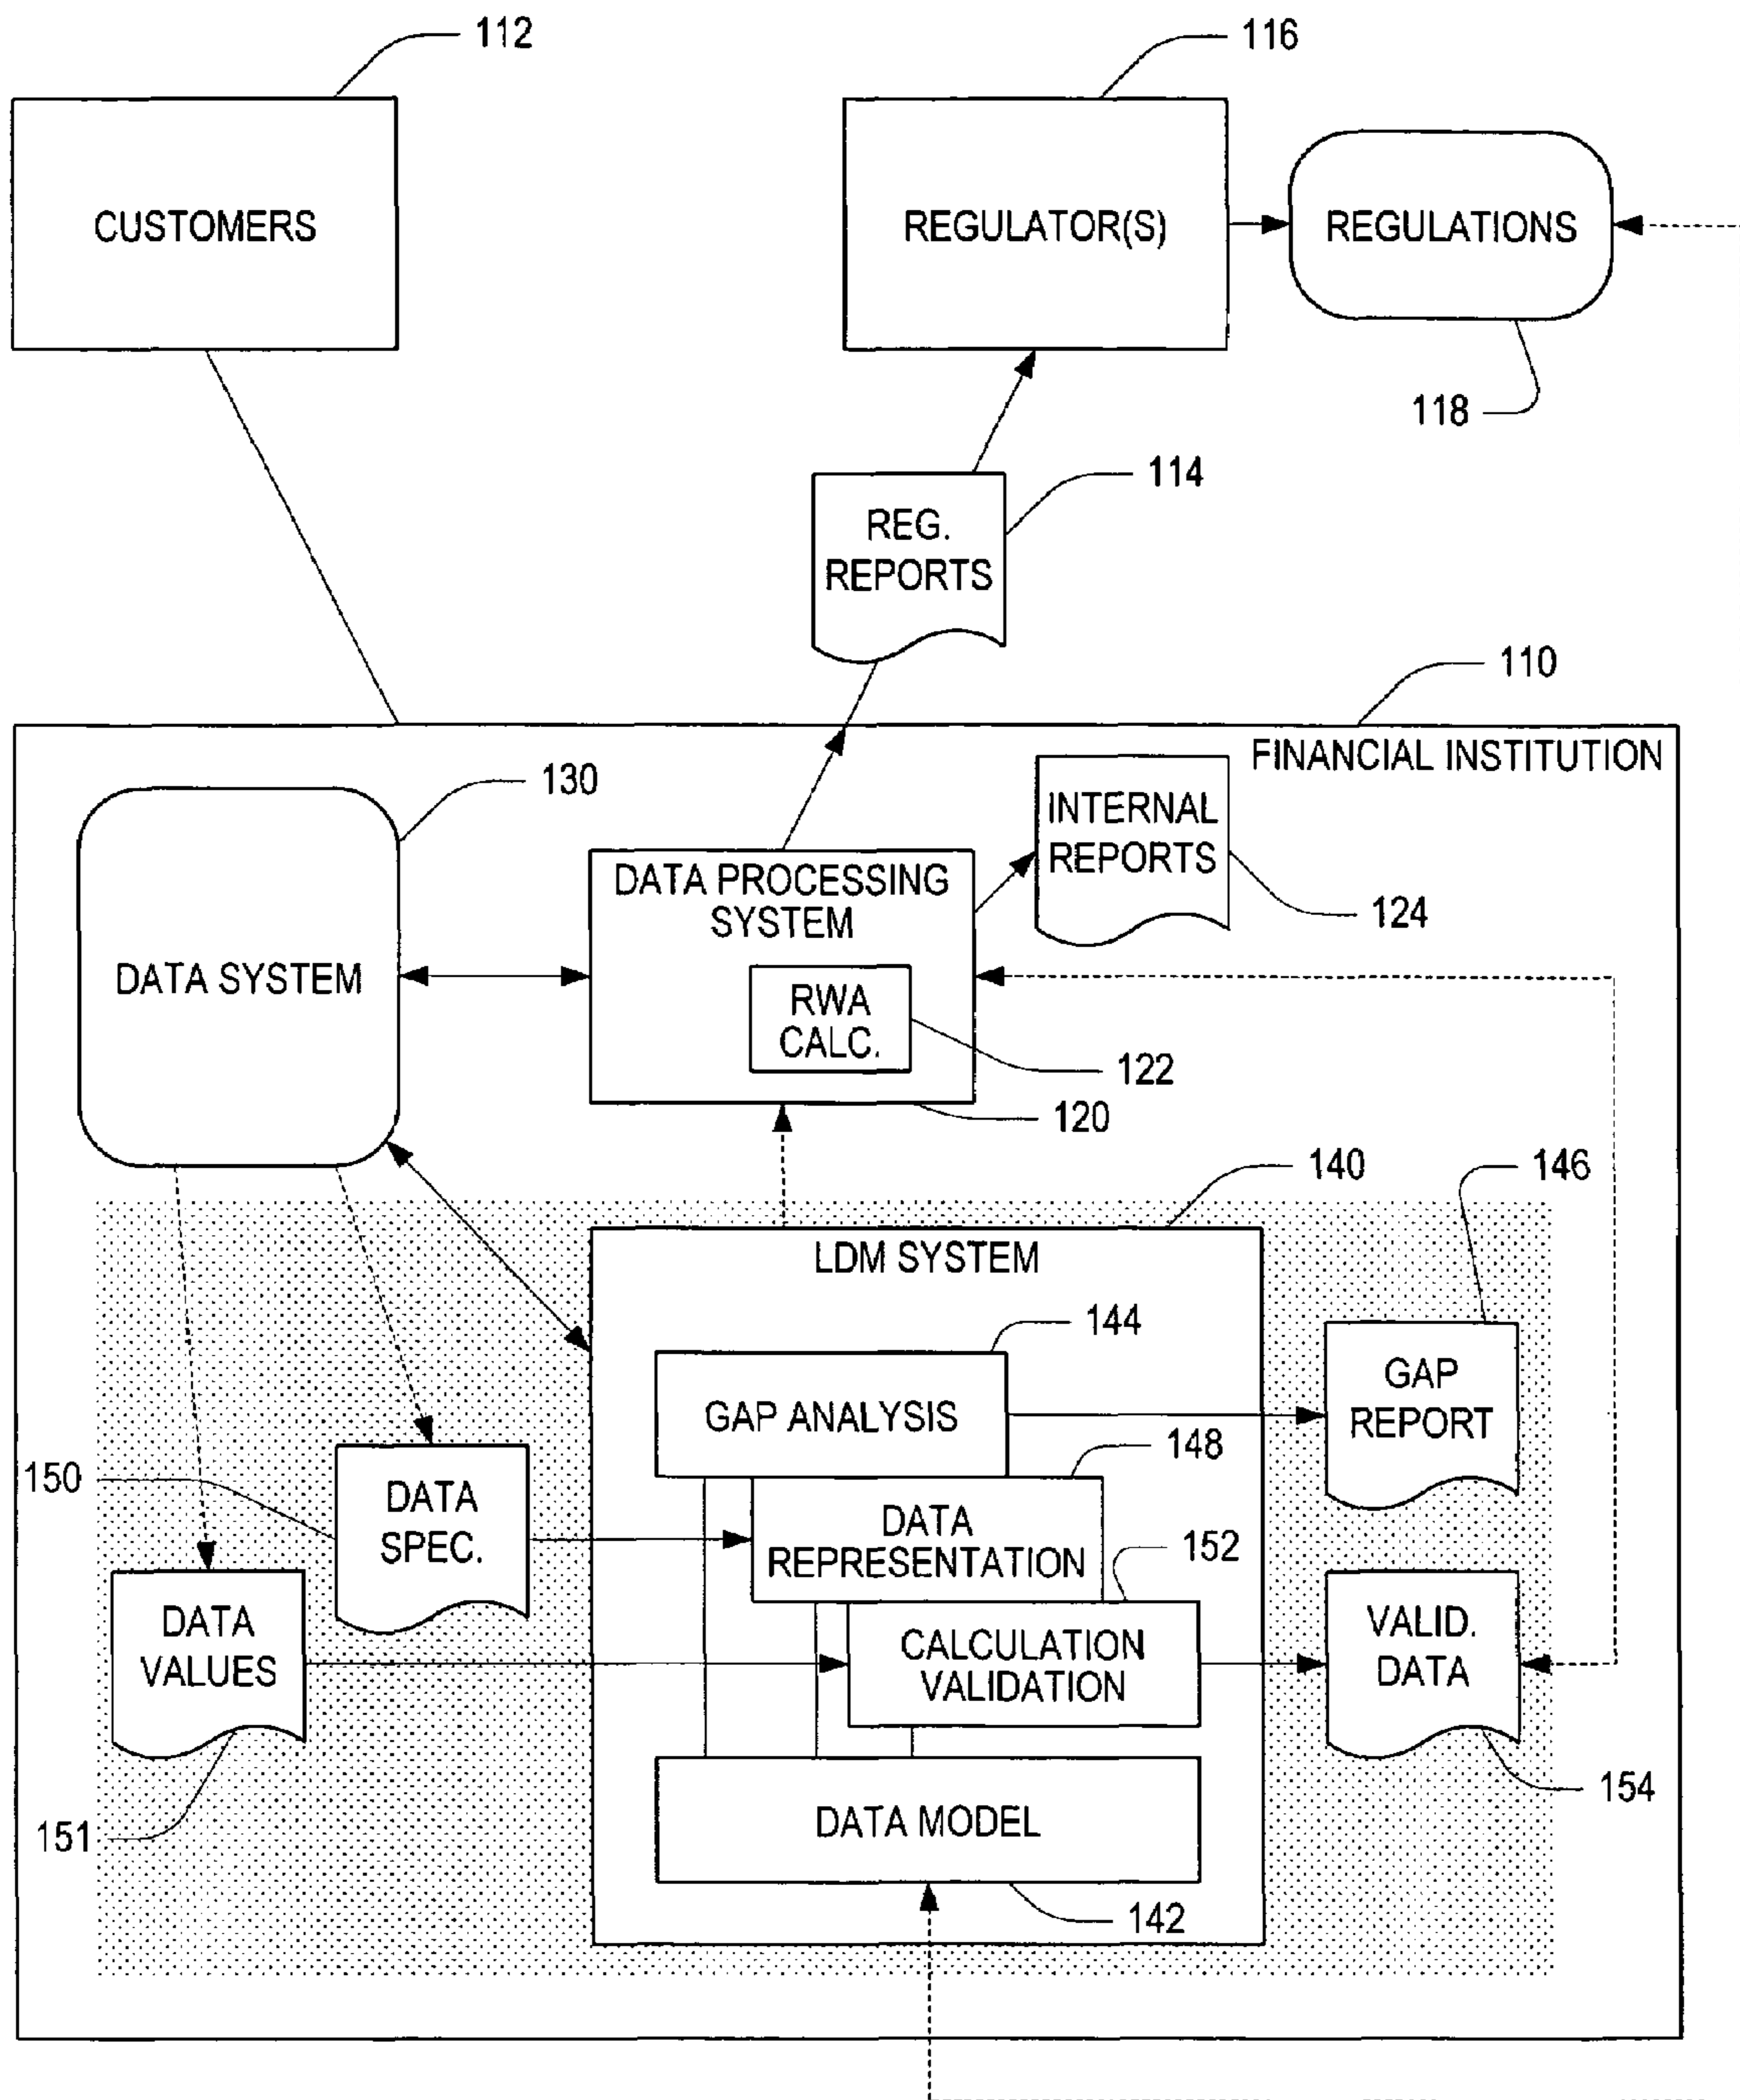 112
116
CUSTOMERS
REGULATOR(S)
REGULATIONS
118
114
REG.
REPORTS
110
FINANCIAL INSTITUTION
130
INTERNAL
REPORTS
DATA PROCESSING
SYSTEM
124
DATA SYSTEM
RWA
CALC.
122
120
140
146
LDM SYSTEM
144
GAP ANALYSIS
GAP
REPORT
148
150
DATA
SPEC.
DATA
REPRESENTATION
152
DATA
VALUES
CALCULATION
VALIDATION
VALID.
DATA
154
151
DATA MODEL
142